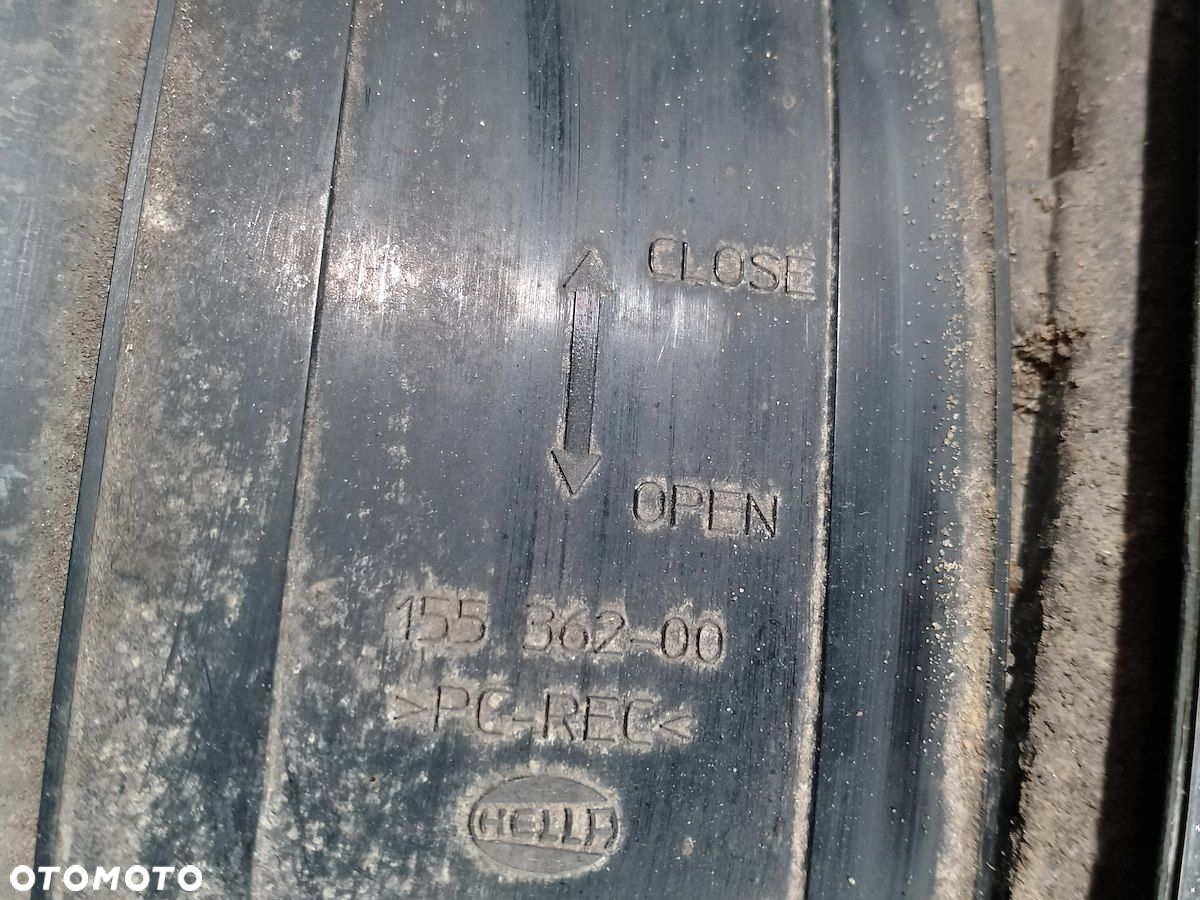 CLOSE
OPEN
155 362-00
>PC-REC<
HELLA
OTOMOTO